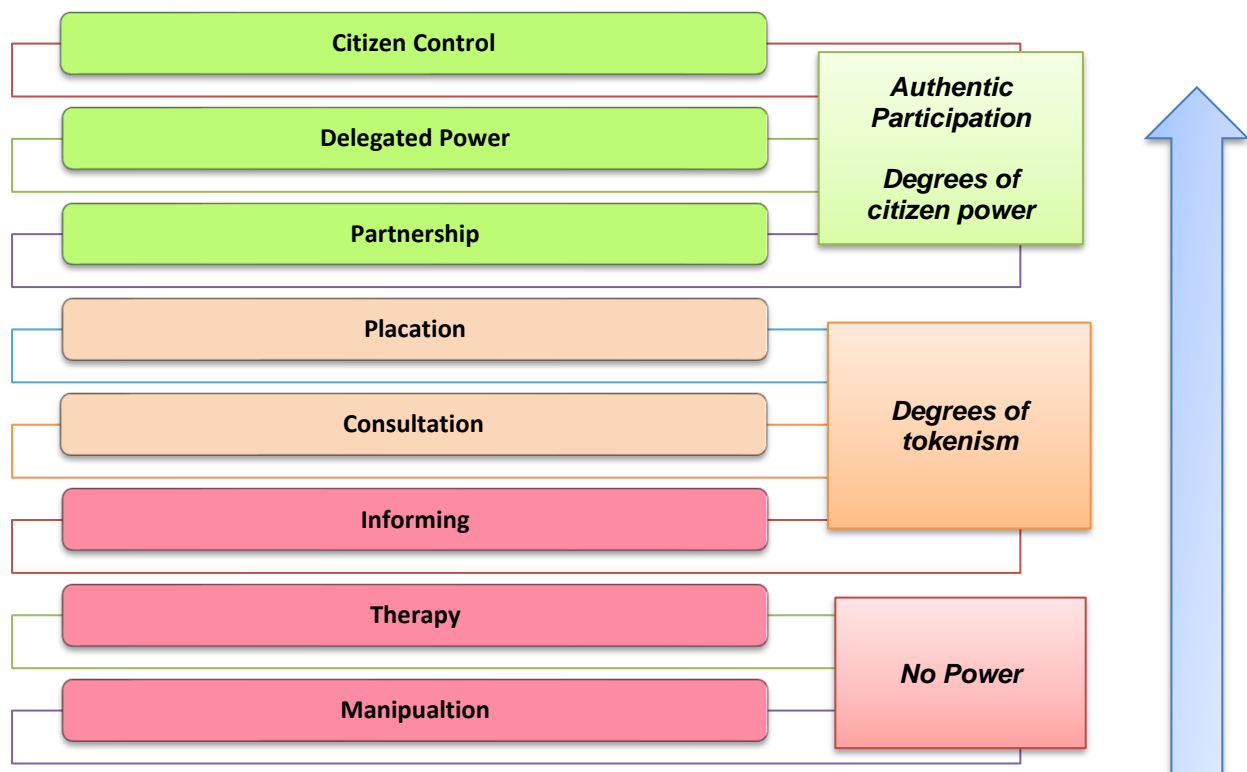 Citizen Control
Authentic
Participation
Delegated Power
Degrees of
citizen power
Partnership
Placation
Consultation
Degrees of
tokenism
Informing
Therapy
No Power
Manipualtion